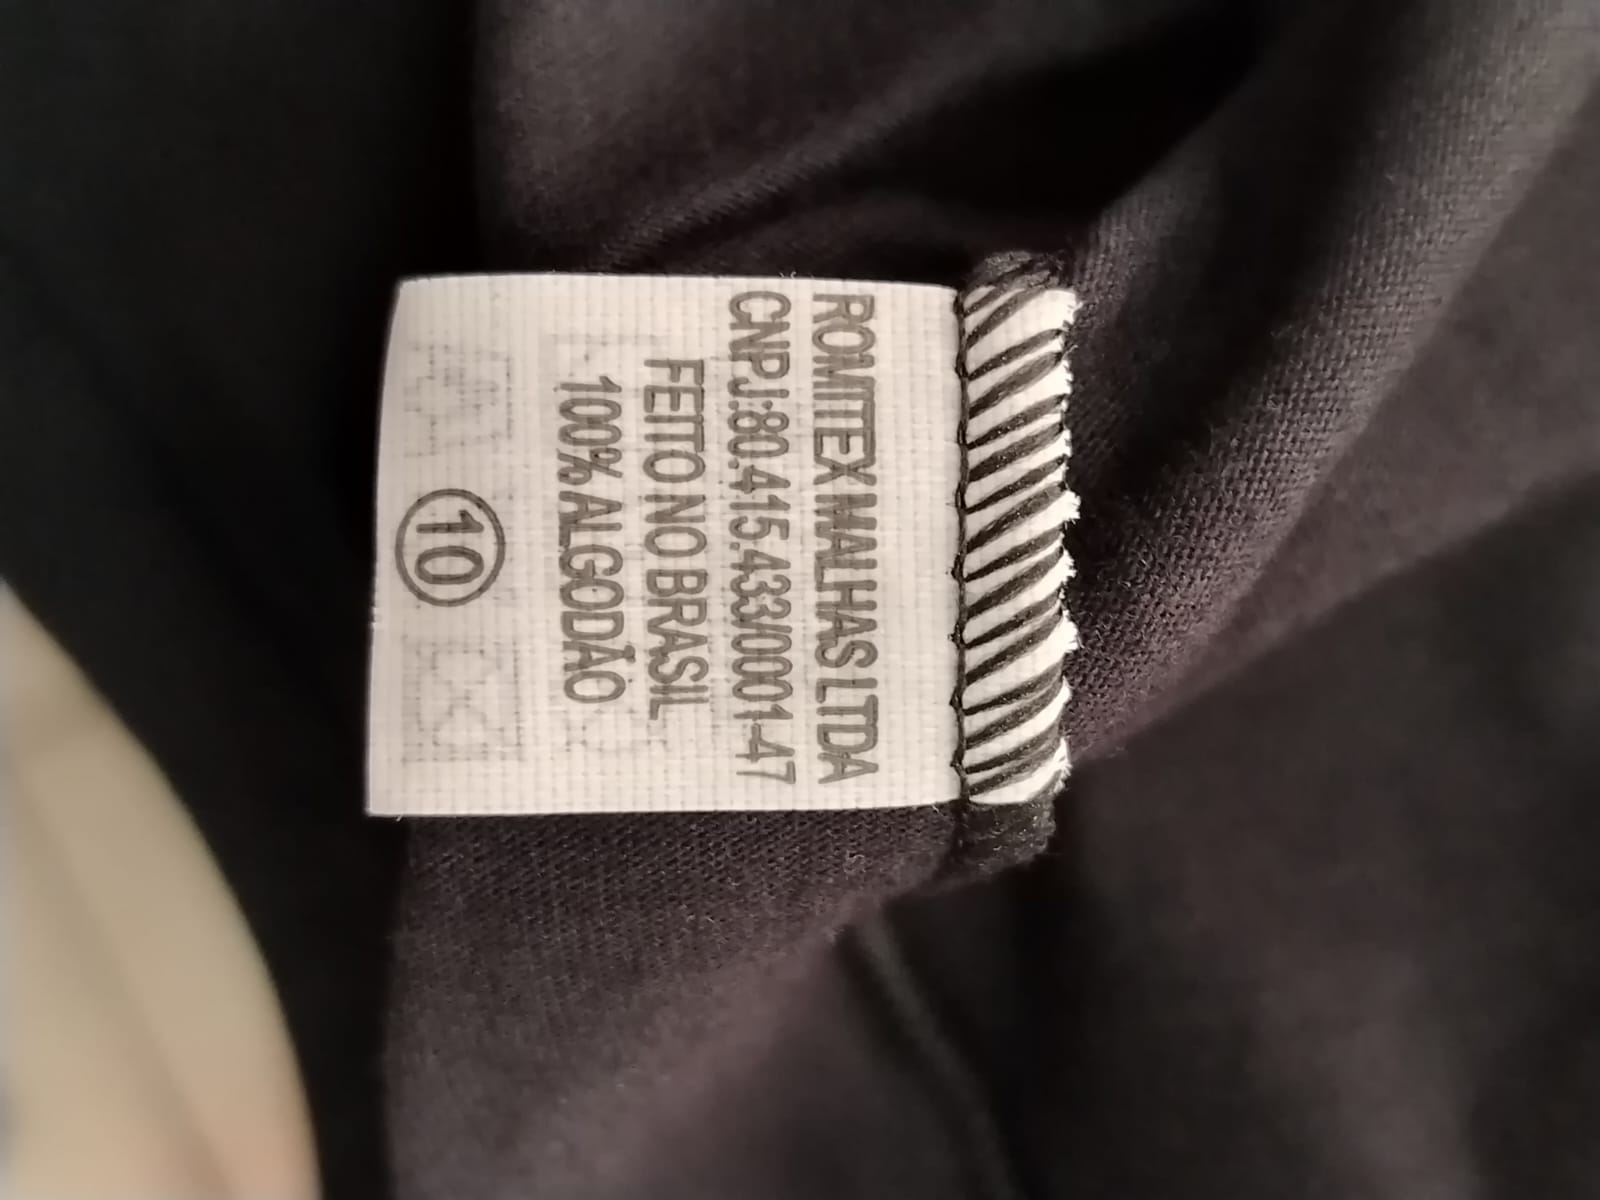 ROMITEX MALHAS LTDA
CNPJ:80.415.433/0001-47
FEITO NO BRASIL
100% ALGODÃO
10